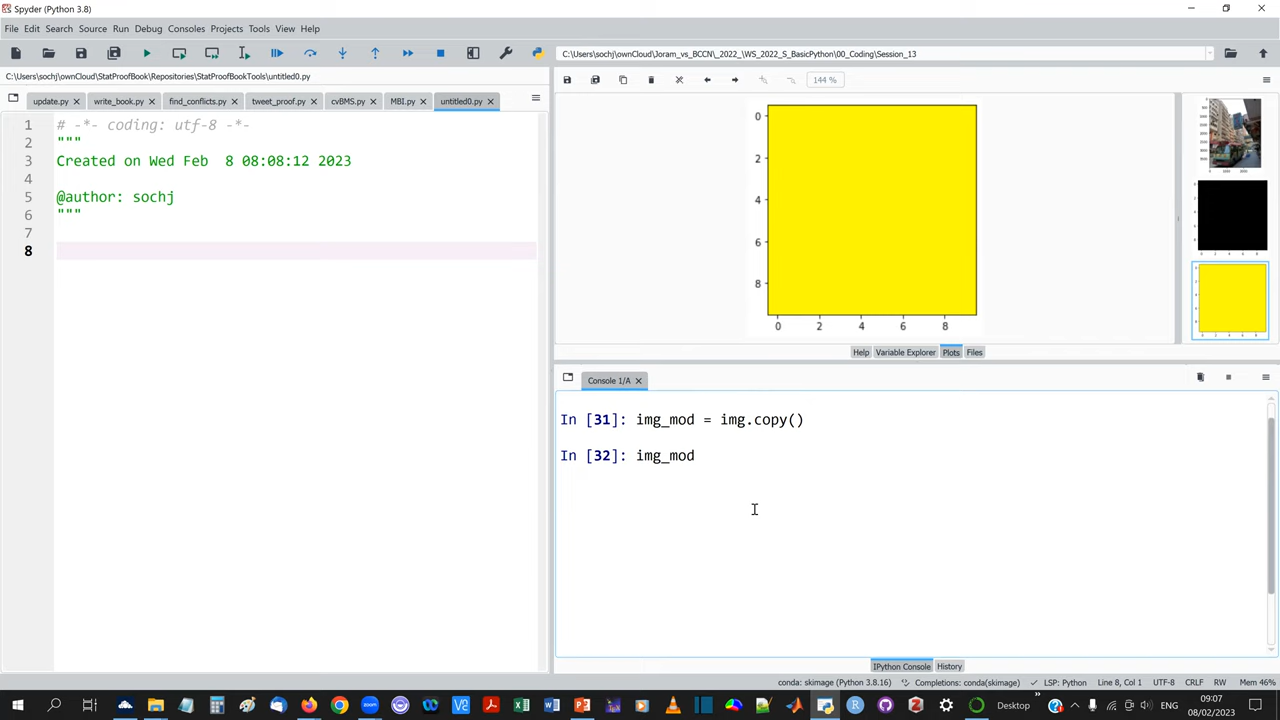 Spyder (Python 3.8)
File Edit Search Source Run Debug Consoles Projects Tools View Help
C:\Users\sochj\ownCloud\Joram_vs_BCCN\_2022_\WS_2022_S_BasicPython\00_Coding\Session_13
C:\Users\sochj\ownCloud\StatProofBook\Repositories\StatProofBookTools\untitled0.py
144 %
update.py write_book.py find_conflicts.py tweet_proof.py cvBMS.py MBI.py untitled0.py
1 # -*- coding: utf-8 -*-
2 """
3 Created on Wed Feb  8 08:08:12 2023
4
5 @author: sochj
6 """
7
8
0
2
4
6
8
0 2 4 6 8
Help Variable Explorer Plots Files
Console 1/A
In [31]: img_mod = img.copy()
In [32]: img_mod
IPython Console History
conda: skimage (Python 3.8.16) Completions: conda(skimage) LSP: Python Line 8, Col 1 UTF-8 CRLF RW Mem 46%
Desktop ENG 09:07
08/02/2023